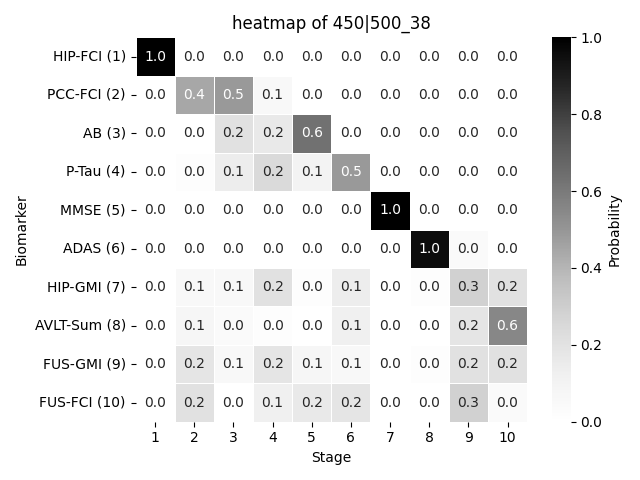 heatmap of 450|500_38
HIP-FCI (1) 1.0 0.0 0.0 0.0 0.0 0.0 0.0 0.0 0.0 0.0
PCC-FCI (2) 0.0 0.4 0.5 0.1 0.0 0.0 0.0 0.0 0.0 0.0
AB (3) 0.0 0.0 0.2 0.2 0.6 0.0 0.0 0.0 0.0 0.0
P-Tau (4) 0.0 0.0 0.1 0.2 0.1 0.5 0.0 0.0 0.0 0.0
MMSE (5) 0.0 0.0 0.0 0.0 0.0 0.0 1.0 0.0 0.0 0.0
ADAS (6) 0.0 0.0 0.0 0.0 0.0 0.0 0.0 1.0 0.0 0.0
HIP-GMI (7) 0.0 0.1 0.1 0.2 0.0 0.1 0.0 0.0 0.3 0.2
AVLT-Sum (8) 0.0 0.1 0.0 0.0 0.0 0.1 0.0 0.0 0.2 0.6
FUS-GMI (9) 0.0 0.2 0.1 0.2 0.1 0.1 0.0 0.0 0.2 0.2
FUS-FCI (10) 0.0 0.2 0.0 0.1 0.2 0.2 0.0 0.0 0.3 0.0
1 2 3 4 5 6 7 8 9 10
Stage
Biomarker
1.0
0.8
0.6
0.4
0.2
0.0
Probability